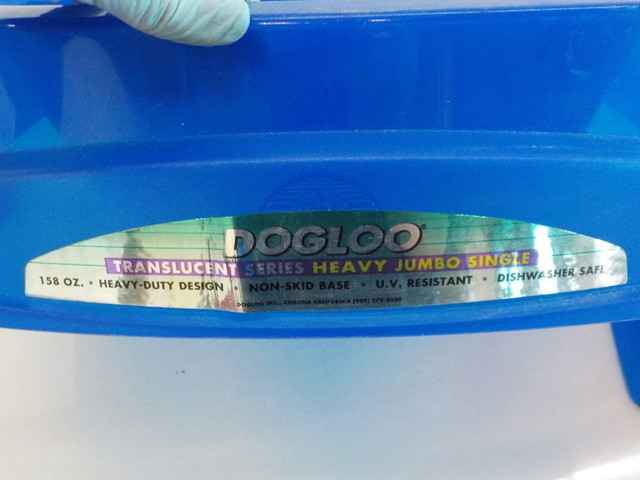 DOGLOO®
TRANSLUCENT SERIES HEAVY JUMBO SINGLE
158 OZ. • HEAVY-DUTY DESIGN • NON-SKID BASE • U.V. RESISTANT • DISHWASHER SAFE
DOGLOO INC., CORONA CALIFORNIA (909)